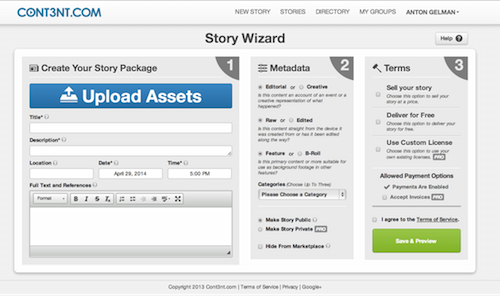 CONT3NT.COM
NEW STORY STORIES DIRECTORY MY GROUPS ANTON GELMAN
Story Wizard
Help ?
Create Your Story Package
1
Upload Assets
Title*
Description*
Location Date* Time*
April 29, 2014 5:00 PM
Full Text and References
Format B I S Tx
Metadata
2
Editorial or Creative
Is this content an account of an event or a
creative representation of what
happened?
Raw or Edited
Is this content straight from the device it
was created from or has it been edited
along the way?
Feature or B-Roll
Is this primary content or more suitable for
use as background footage in other
features?
Categories (Choose Up To Three)
Please Choose a Category
Make Story Public
Make Story Private PRO
Hide From Marketplace
Terms
3
Sell your story
Choose this option to sell your
story at a price.
Deliver for Free
Choose this option to deliver your
story for free.
Use Custom License
Choose this option to use your
own existing licenses. PRO
Allowed Payment Options
Payments Are Enabled
Accept Invoices PRO
I agree to the Terms of Service.
Save & Preview
Copyright 2013 Cont3nt.com | Terms of Service | Privacy | Google+